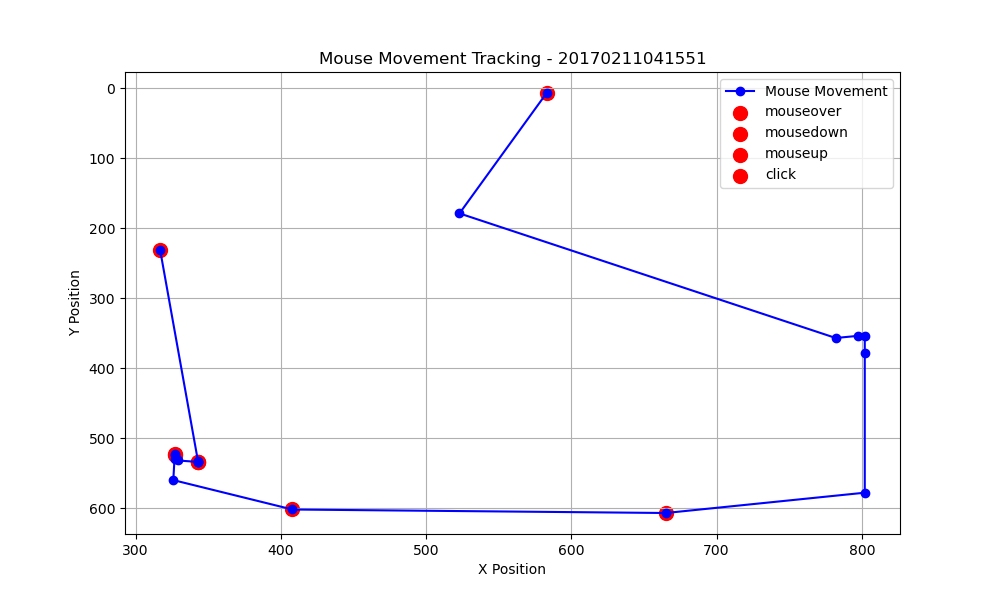 Mouse Movement Tracking - 20170211041551
Mouse Movement
mouseover
mousedown
mouseup
click
0
100
200
300
400
500
600
Y Position
300 400 500 600 700 800
X Position